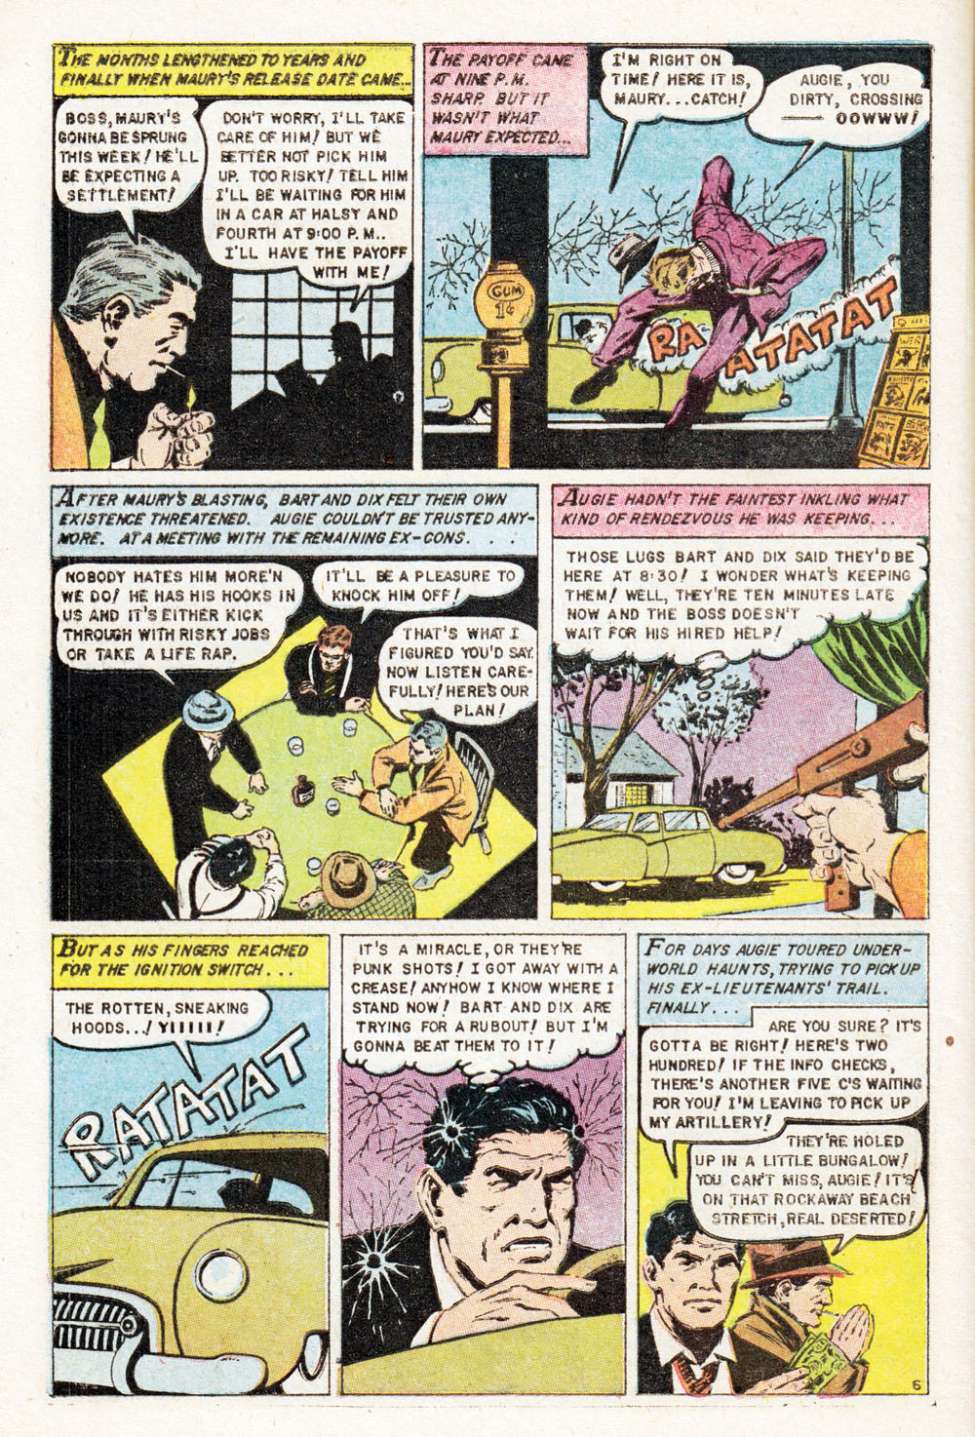 THE MONTHS LENGTHENED TO YEARS AND
FINALLY WHEN MAURY'S RELEASE DATE CAME...
BOSS, MAURY'S
GONNA BE SPRUNG
THIS WEEK! HE'LL
BE EXPECTING A
SETTLEMENT!
DON'T WORRY, I'LL TAKE
CARE OF HIM! BUT WE
BETTER NOT PICK HIM
UP. TOO RISKY! TELL HIM
I'LL BE WAITING FOR HIM
IN A CAR AT HALSY AND
FOURTH AT 9:00 P.M..
I'LL HAVE THE PAYOFF
WITH ME!
THE PAYOFF CAME
AT NINE P.M.
SHARP. BUT IT
WASN'T WHAT
MAURY EXPECTED...
I'M RIGHT ON
TIME! HERE IT IS,
MAURY...CATCH!
AUGIE, YOU
DIRTY, CROSSING
—— OOWWW!
GUM
1¢
RA
ATATAT
AFTER MAURY'S BLASTING, BART AND DIX FELT THEIR OWN
EXISTENCE THREATENED. AUGIE COULDN'T BE TRUSTED ANY-
MORE. AT A MEETING WITH THE REMAINING EX-CONS. . . .
NOBODY HATES HIM MORE'N
WE DO! HE HAS HIS HOOKS IN
US AND IT'S EITHER KICK
THROUGH WITH RISKY JOBS
OR TAKE A LIFE RAP.
IT'LL BE A PLEASURE TO
KNOCK HIM OFF!
THAT'S WHAT I
FIGURED YOU'D SAY.
NOW LISTEN CARE-
FULLY! HERE'S OUR
PLAN!
AUGIE HADN'T THE FAINTEST INKLING WHAT
KIND OF RENDEZVOUS HE WAS KEEPING...
THOSE LUGS BART AND DIX SAID THEY'D BE
HERE AT 8:30! I WONDER WHAT'S KEEPING
THEM! WELL, THEY'RE TEN MINUTES LATE
NOW AND THE BOSS DOESN'T
WAIT FOR HIS HIRED HELP!
BUT AS HIS FINGERS REACHED
FOR THE IGNITION SWITCH...
THE ROTTEN, SNEAKING
HOODS...! YIIIII!
RATATATAT
IT'S A MIRACLE, OR THEY'RE
PUNK SHOTS! I GOT AWAY WITH A
CREASE! ANYHOW I KNOW WHERE I
STAND NOW! BART AND DIX ARE
TRYING FOR A RUBOUT! BUT I'M
GONNA BEAT THEM TO IT!
FOR DAYS AUGIE TOURED UNDER-
WORLD HAUNTS, TRYING TO PICK UP
HIS EX-LIEUTENANTS' TRAIL.
FINALLY...
ARE YOU SURE? IT'S
GOTTA BE RIGHT! HERE'S TWO
HUNDRED! IF THE INFO CHECKS,
THERE'S ANOTHER FIVE C'S WAITING
FOR YOU! I'M LEAVING TO PICK UP
MY ARTILLERY!
THEY'RE HOLED
UP IN A LITTLE BUNGALOW!
YOU CAN'T MISS, AUGIE! IT'S
ON THAT ROCKAWAY BEACH
STRETCH, REAL DESERTED!
6